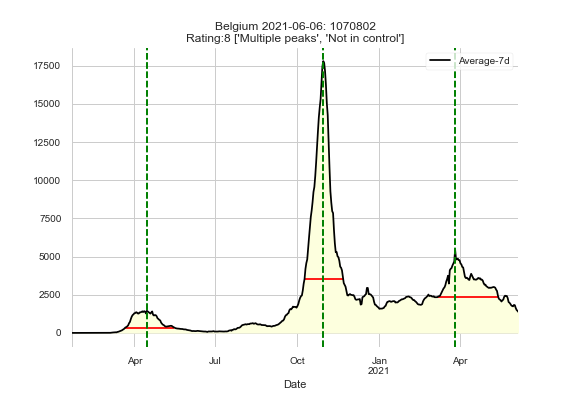 Belgium 2021-06-06: 1070802
Rating:8 ['Multiple peaks', 'Not in control']
Average-7d
17500
15000
12500
10000
7500
5000
2500
0
Apr Jul Oct Jan Apr
2021
Date